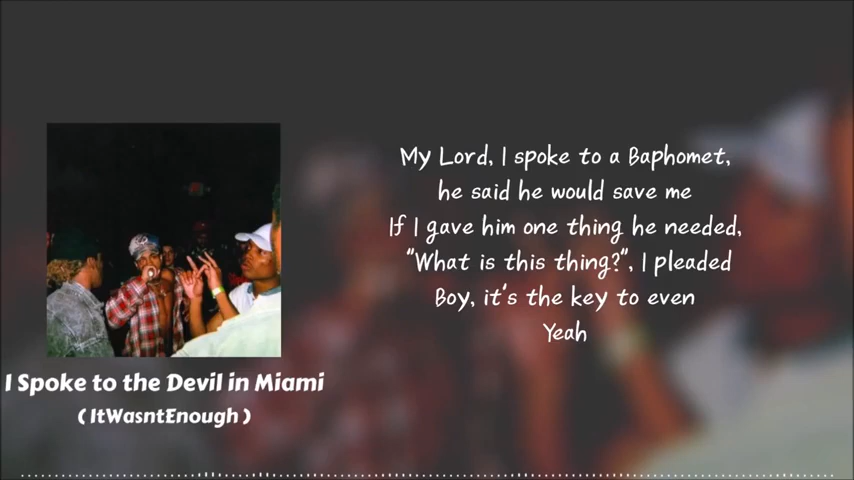 My Lord, I spoke to a Baphomet,
he said he would save me
If I gave him one thing he needed,
"What is this thing?", I pleaded
Boy, it's the key to even
Yeah
I Spoke to the Devil in Miami
( ItWasntEnough )